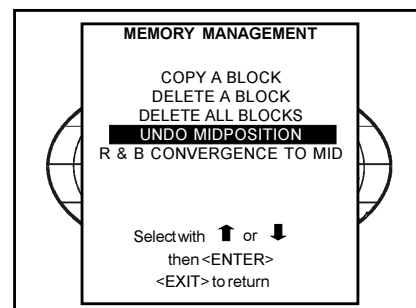 MEMORY MANAGEMENT
COPY A BLOCK
DELETE A BLOCK
DELETE ALL BLOCKS
UNDO MIDPOSITION
R & B CONVERGENCE TO MID
Select with ⬆ or ⬇
then <ENTER>
<EXIT> to return